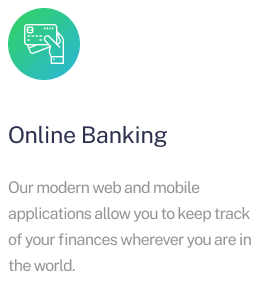 Online Banking
Our modern web and mobile
applications allow you to keep track
of your finances wherever you are in
the world.